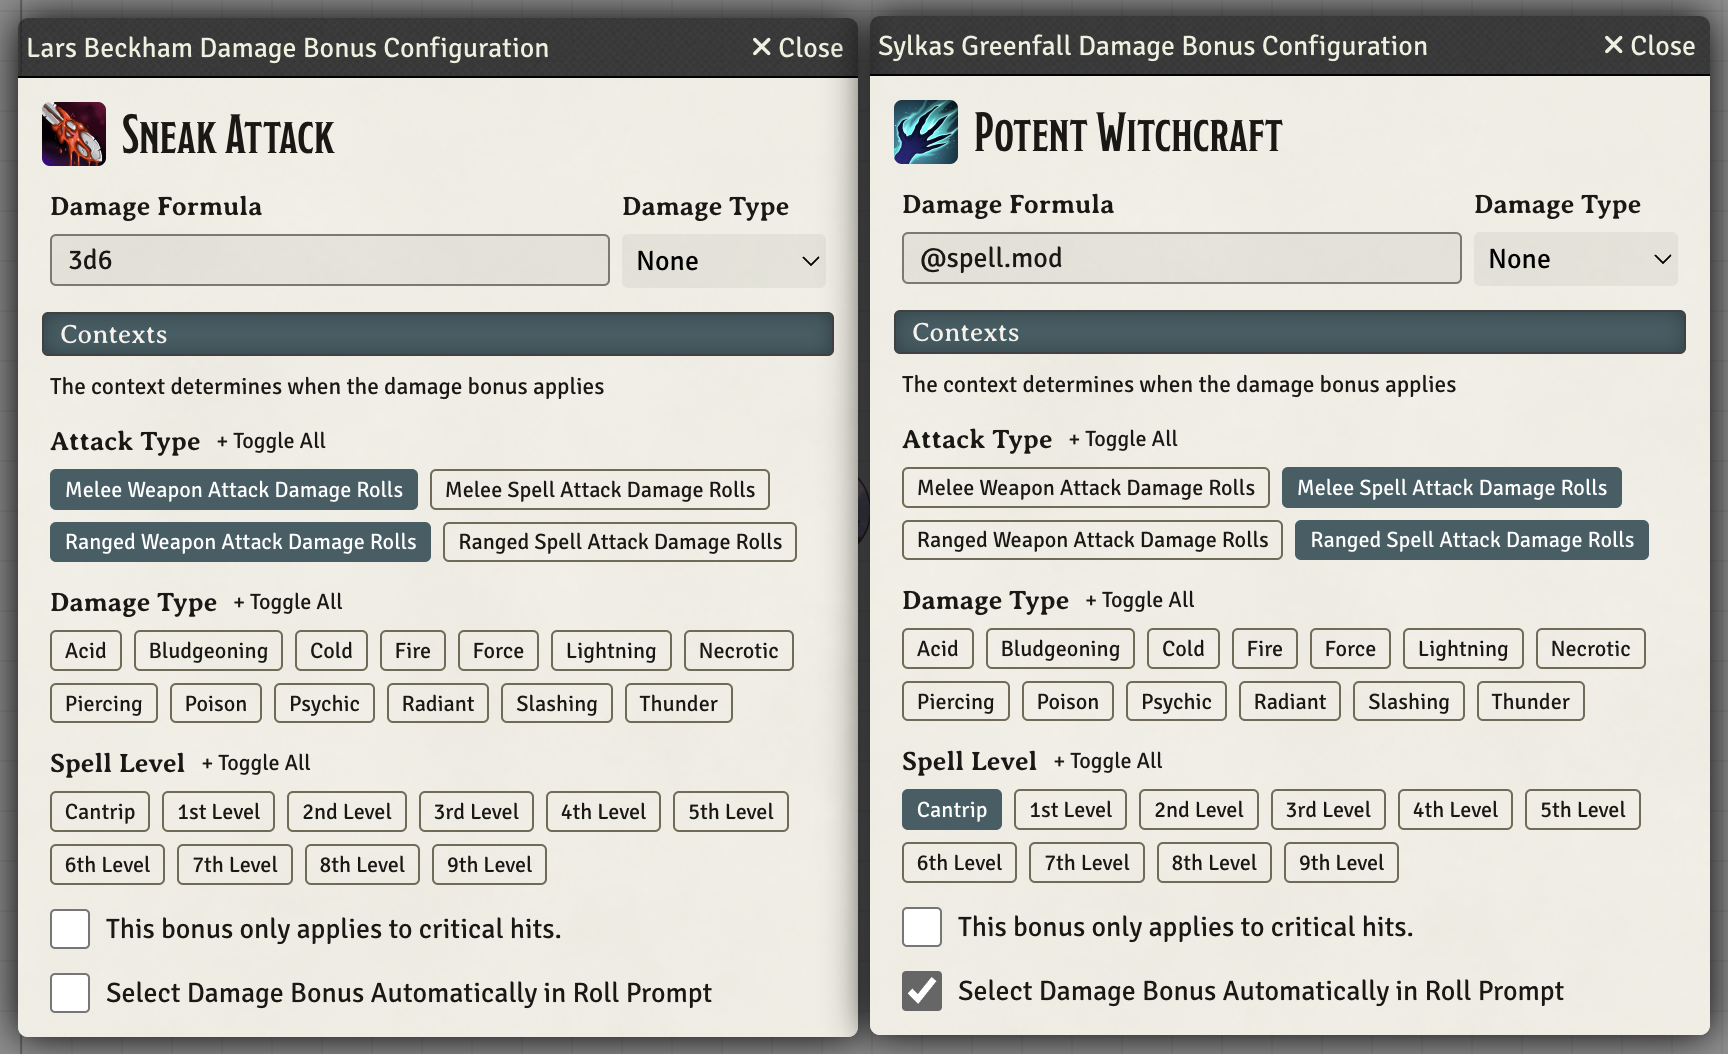 Lars Beckham Damage Bonus Configuration
✕ Close
Sneak Attack
Damage Formula Damage Type
3d6 None
Contexts
The context determines when the damage bonus applies
Attack Type + Toggle All
Melee Weapon Attack Damage Rolls Melee Spell Attack Damage Rolls
Ranged Weapon Attack Damage Rolls Ranged Spell Attack Damage Rolls
Damage Type + Toggle All
Acid Bludgeoning Cold Fire Force Lightning Necrotic
Piercing Poison Psychic Radiant Slashing Thunder
Spell Level + Toggle All
Cantrip 1st Level 2nd Level 3rd Level 4th Level 5th Level
6th Level 7th Level 8th Level 9th Level
This bonus only applies to critical hits.
Select Damage Bonus Automatically in Roll Prompt
Sylkas Greenfall Damage Bonus Configuration
✕ Close
Potent Witchcraft
Damage Formula Damage Type
@spell.mod None
Contexts
The context determines when the damage bonus applies
Attack Type + Toggle All
Melee Weapon Attack Damage Rolls Melee Spell Attack Damage Rolls
Ranged Weapon Attack Damage Rolls Ranged Spell Attack Damage Rolls
Damage Type + Toggle All
Acid Bludgeoning Cold Fire Force Lightning Necrotic
Piercing Poison Psychic Radiant Slashing Thunder
Spell Level + Toggle All
Cantrip 1st Level 2nd Level 3rd Level 4th Level 5th Level
6th Level 7th Level 8th Level 9th Level
This bonus only applies to critical hits.
Select Damage Bonus Automatically in Roll Prompt